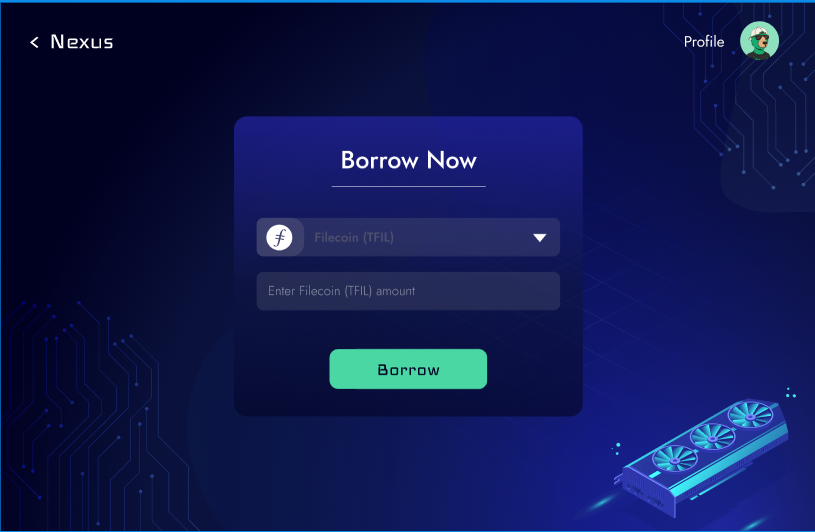 < Nexus
Profile
Borrow Now
Filecoin (TFIL)
Enter Filecoin (TFIL) amount
Borrow